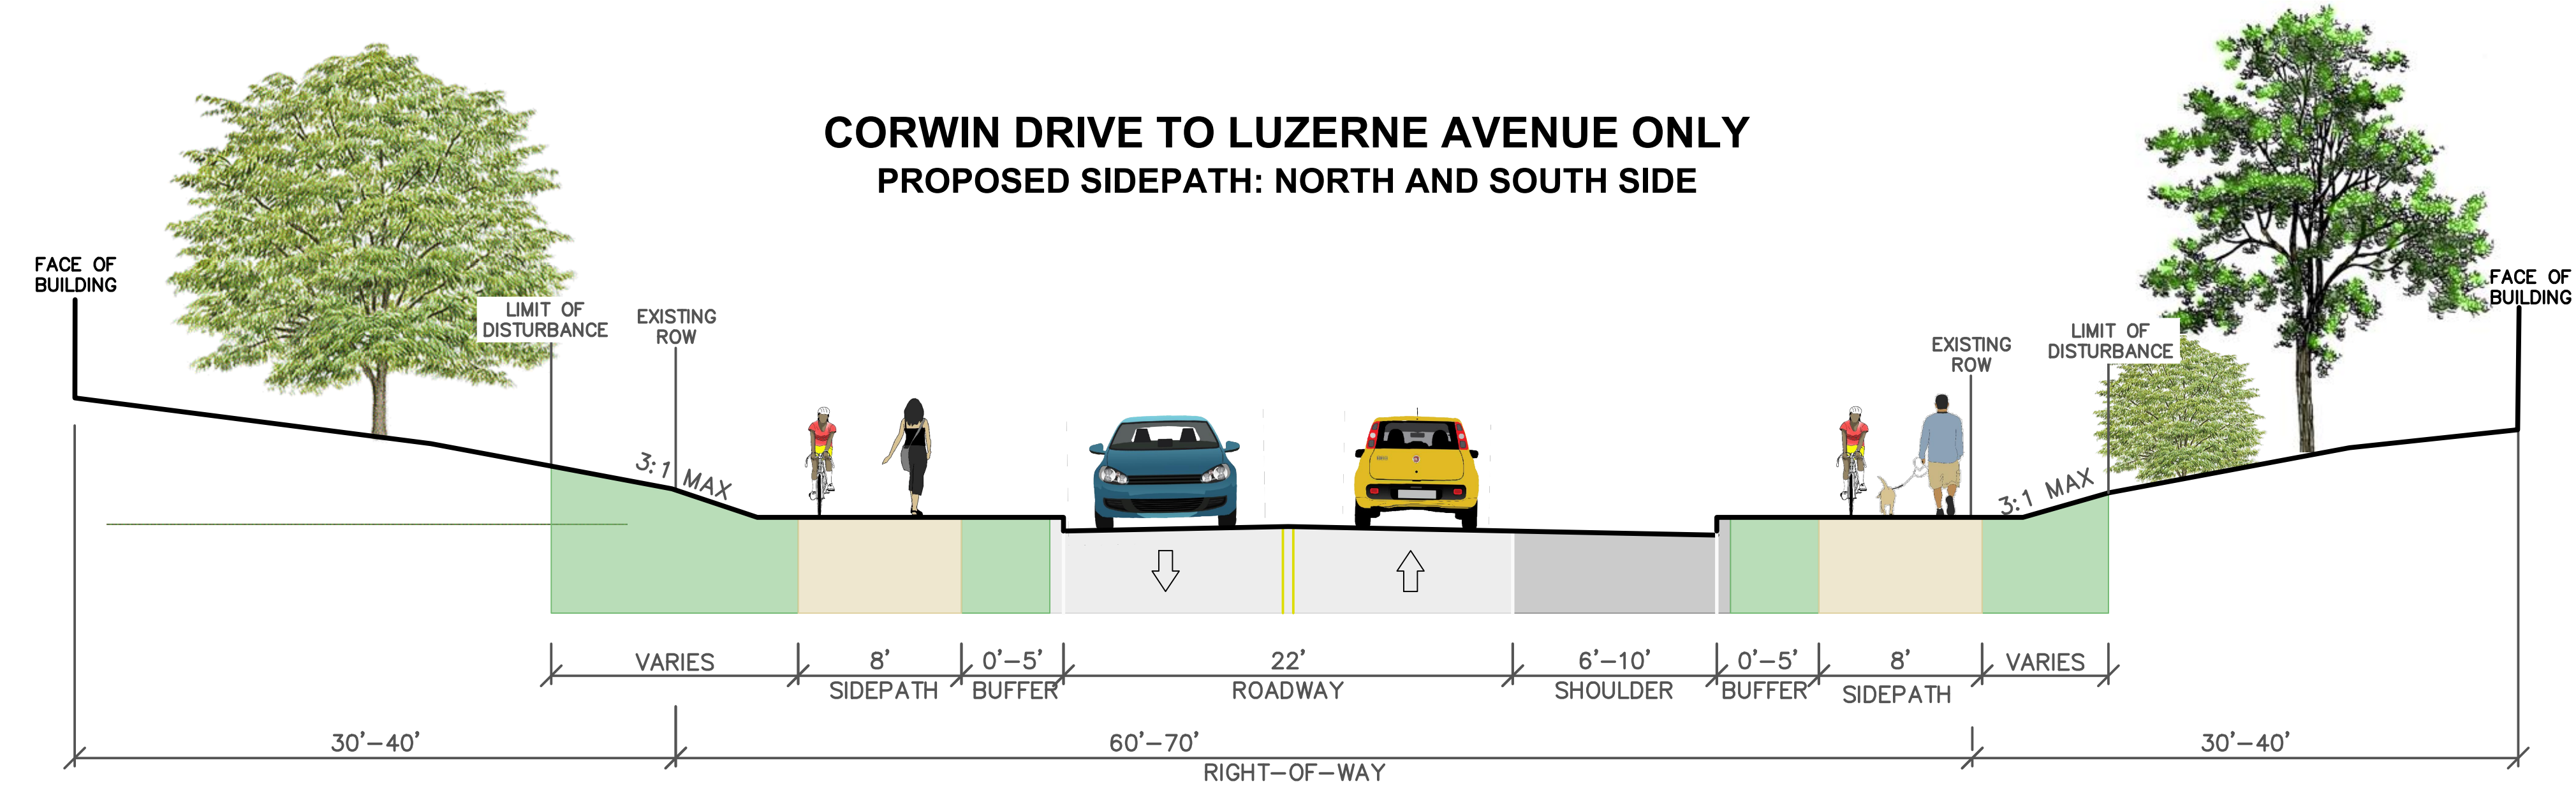 CORWIN DRIVE TO LUZERNE AVENUE ONLY
PROPOSED SIDEPATH: NORTH AND SOUTH SIDE
FACE OF
BUILDING
LIMIT OF
DISTURBANCE
EXISTING
ROW
3:1 MAX
FACE OF
BUILDING
LIMIT OF
DISTURBANCE
EXISTING
ROW
3:1 MAX
VARIES
8'
SIDEPATH
0'-5'
BUFFER
22'
ROADWAY
6'-10'
SHOULDER
0'-5'
BUFFER
8'
SIDEPATH
VARIES
30'-40'
60'-70'
RIGHT-OF-WAY
30'-40'